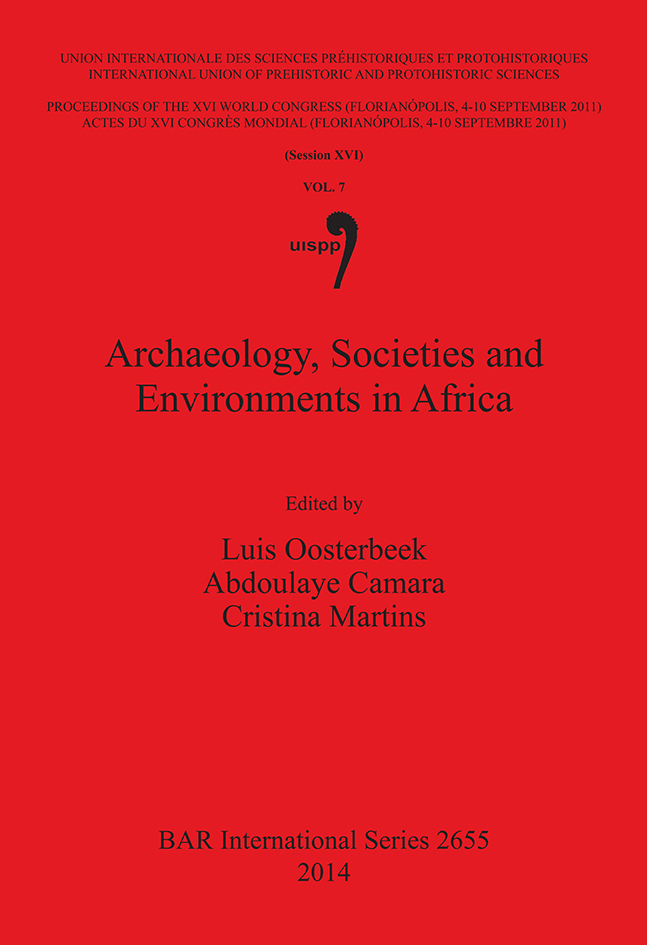 UNION INTERNATIONALE DES SCIENCES PRÉHISTORIQUES ET PROTOHISTORIQUES
INTERNATIONAL UNION OF PREHISTORIC AND PROTOHISTORIC SCIENCES
PROCEEDINGS OF THE XVI WORLD CONGRESS (FLORIANÓPOLIS, 4-10 SEPTEMBER 2011)
ACTES DU XVI CONGRÈS MONDIAL (FLORIANÓPOLIS, 4-10 SEPTEMBRE 2011)
(Session XVI)
VOL. 7
uispp
Archaeology, Societies and
Environments in Africa
Edited by
Luis Oosterbeek
Abdoulaye Camara
Cristina Martins
BAR International Series 2655
2014